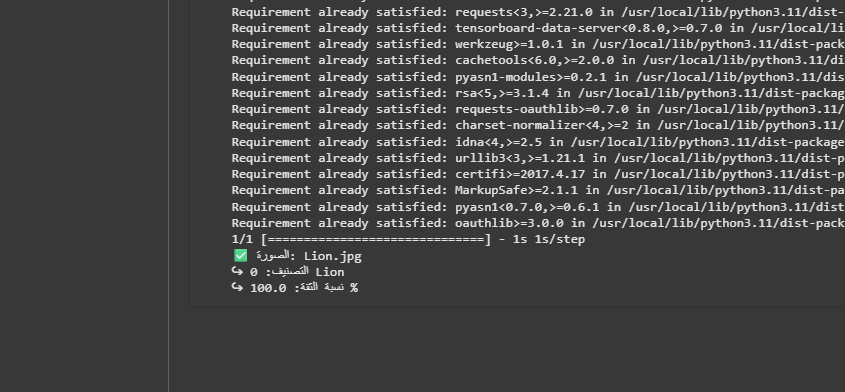 Requirement already satisfied: requests<3,>=2.21.0 in /usr/local/lib/python3.11/dist-
Requirement already satisfied: tensorboard-data-server<0.8.0,>=0.7.0 in /usr/local/li
Requirement already satisfied: werkzeug>=1.0.1 in /usr/local/lib/python3.11/dist-pack
Requirement already satisfied: cachetools<6.0,>=2.0.0 in /usr/local/lib/python3.11/di
Requirement already satisfied: pyasn1-modules>=0.2.1 in /usr/local/lib/python3.11/dis
Requirement already satisfied: rsa<5,>=3.1.4 in /usr/local/lib/python3.11/dist-packag
Requirement already satisfied: requests-oauthlib>=0.7.0 in /usr/local/lib/python3.11/
Requirement already satisfied: charset-normalizer<4,>=2 in /usr/local/lib/python3.11/
Requirement already satisfied: idna<4,>=2.5 in /usr/local/lib/python3.11/dist-package
Requirement already satisfied: urllib3<3,>=1.21.1 in /usr/local/lib/python3.11/dist-p
Requirement already satisfied: certifi>=2017.4.17 in /usr/local/lib/python3.11/dist-p
Requirement already satisfied: MarkupSafe>=2.1.1 in /usr/local/lib/python3.11/dist-pa
Requirement already satisfied: pyasn1<0.7.0,>=0.6.1 in /usr/local/lib/python3.11/dist
Requirement already satisfied: oauthlib>=3.0.0 in /usr/local/lib/python3.11/dist-pack
1/1 [==============================] - 1s 1s/step
✅ الصورة: Lion.jpg
↪ التصنيف: 0 Lion
↪ نسبة الثقة: 100.0 %